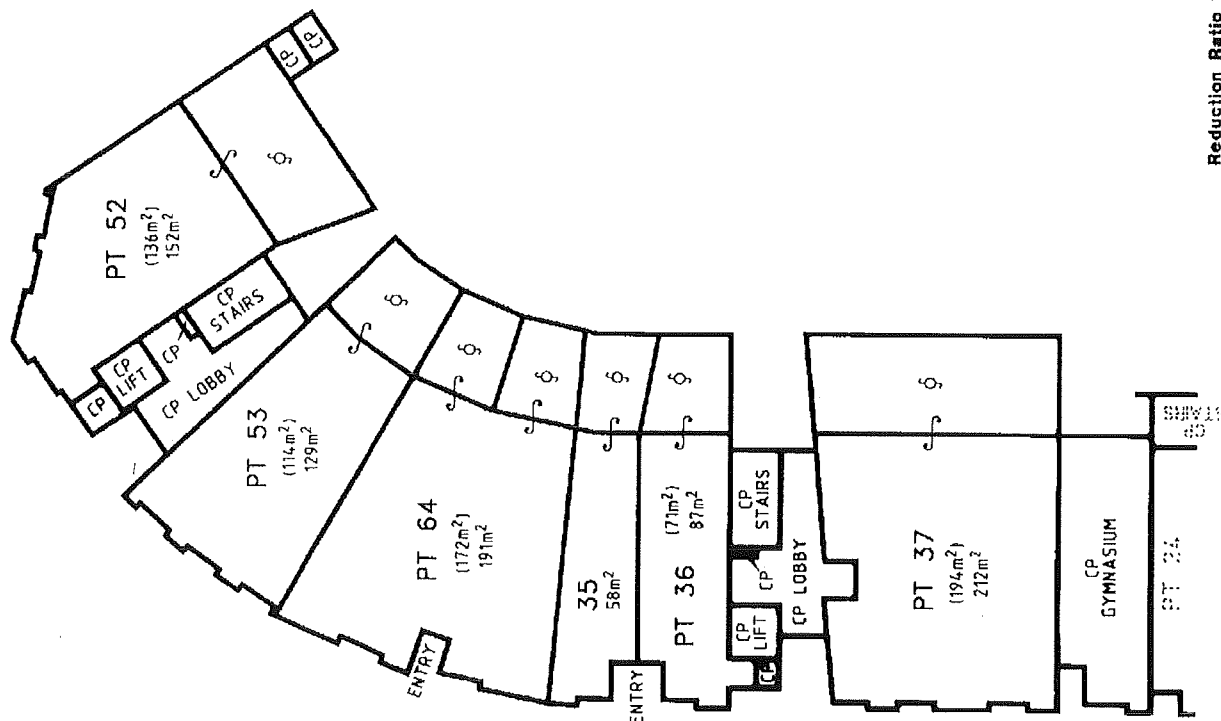 CP
CP
PT 52
(136m²)
152m²
CP
STAIRS
CP
CP
LIFT
CP
CP LOBBY
PT 53
(114m²)
129m²
PT 64
(172m²)
191m²
ENTRY
35
58m²
PT 36
(71m²)
87m²
ENTRY
CP
STAIRS
CP
CP LOBBY
CP
LIFT
CP
PT 37
(194m²)
212m²
CP
GYMNASIUM
CP
STAIRS
Reduction Ratio